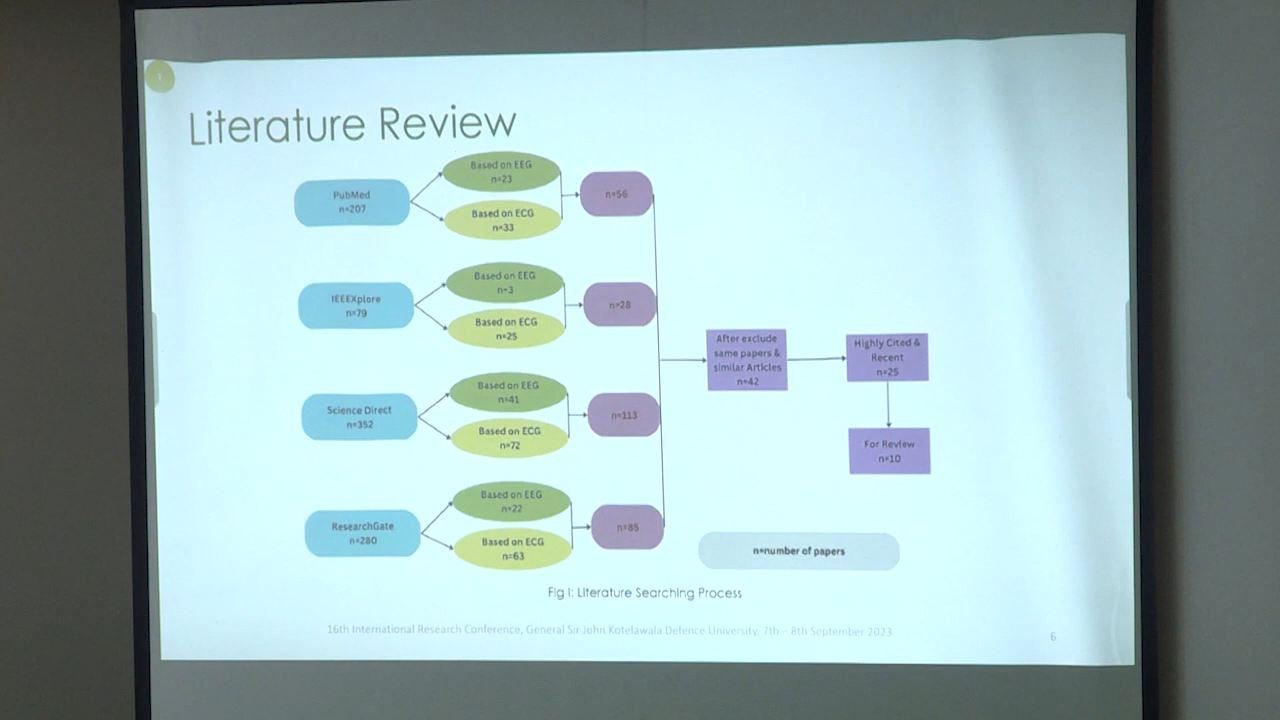 1
Literature Review
PubMed
n=207
Based on EEG
n=23
Based on ECG
n=33
n=56
IEEEXplore
n=79
Based on EEG
n=3
Based on ECG
n=25
n=28
Science Direct
n=352
Based on EEG
n=41
Based on ECG
n=72
n=113
ResearchGate
n=280
Based on EEG
n=22
Based on ECG
n=63
n=85
After exclude
same papers &
similar Articles
n=42
Highly Cited &
Recent
n=25
For Review
n=10
n=number of papers
Fig I: Literature Searching Process
16th International Research Conference, General Sir John Kotelawala Defence University, 7th – 8th September 2023
6